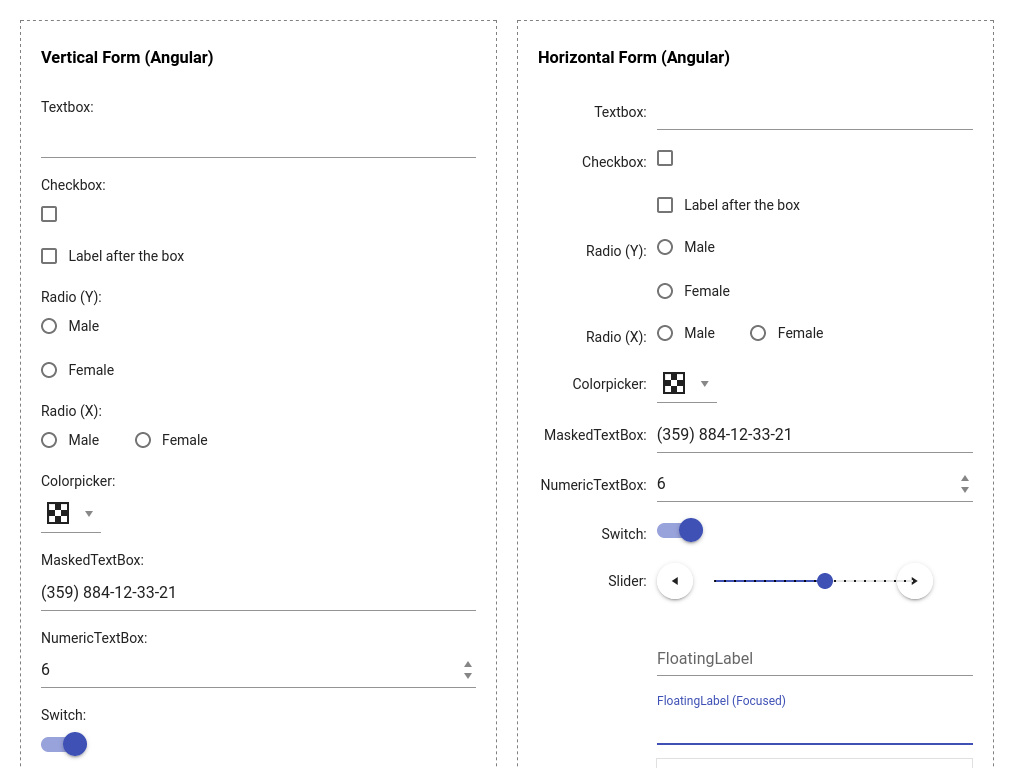 Vertical Form (Angular)
Textbox:
Checkbox:
Label after the box
Radio (Y):
Male
Female
Radio (X):
Male Female
Colorpicker:
MaskedTextBox:
(359) 884-12-33-21
NumericTextBox:
6
Switch:
Horizontal Form (Angular)
Textbox:
Checkbox:
Label after the box
Radio (Y): Male
Female
Radio (X): Male Female
Colorpicker:
MaskedTextBox: (359) 884-12-33-21
NumericTextBox: 6
Switch:
Slider:
FloatingLabel
FloatingLabel (Focused)